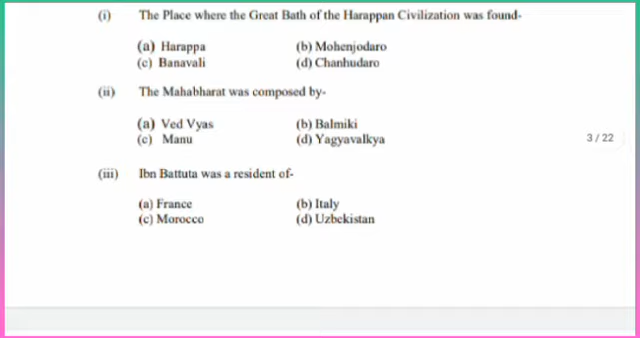 (i) The Place where the Great Bath of the Harappan Civilization was found-
(a) Harappa (b) Mohenjodaro
(c) Banavali (d) Chanhudaro
(ii) The Mahabharat was composed by-
(a) Ved Vyas (b) Balmiki
(c) Manu (d) Yagyavalkya
3 / 22
(iii) Ibn Battuta was a resident of-
(a) France (b) Italy
(c) Morocco (d) Uzbekistan